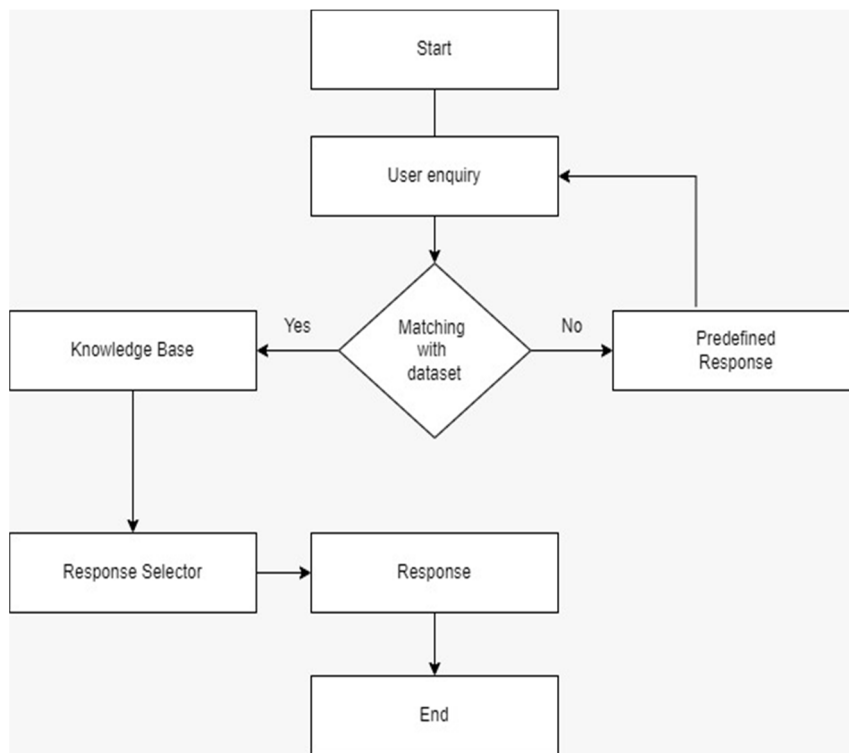 Start
User enquiry
Yes
Matching
with
dataset
No
Knowledge Base
Predefined
Response
Response Selector
Response
End